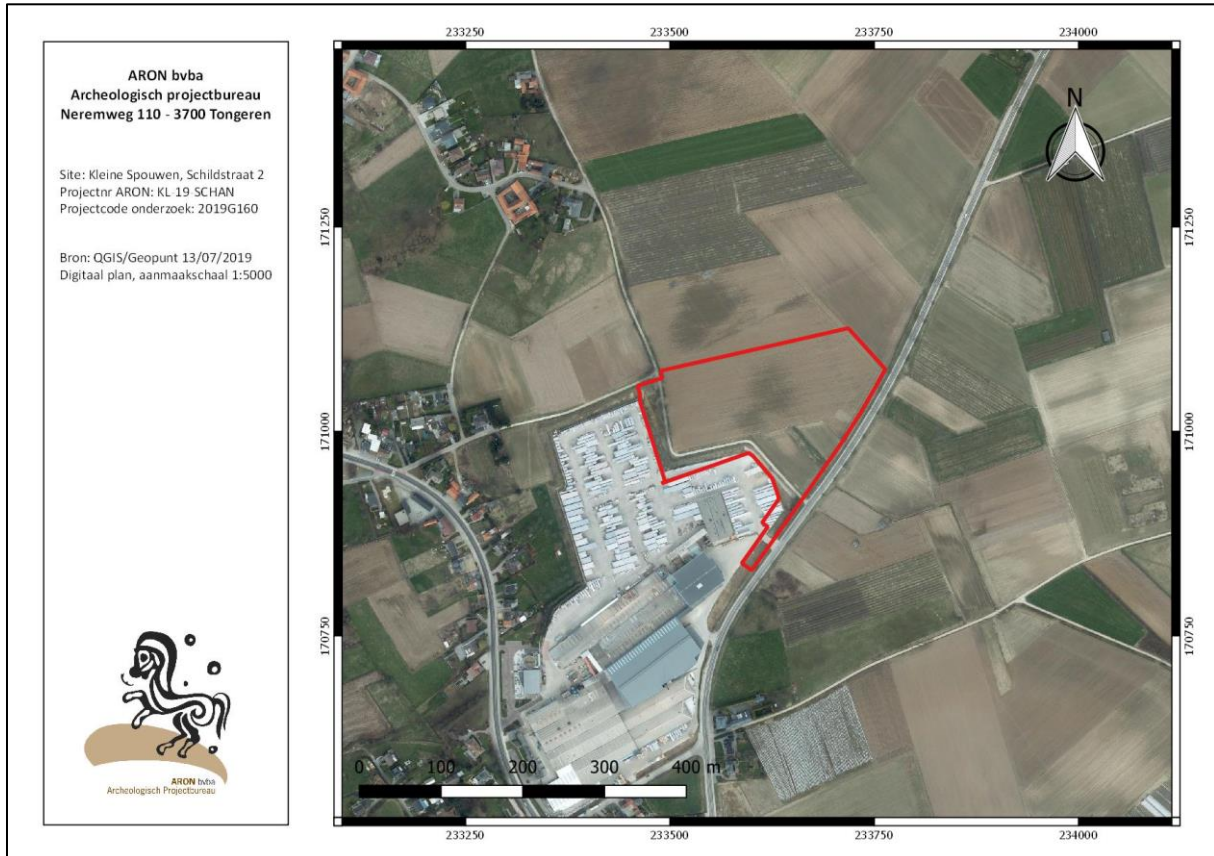 ARON bvba
Archeologisch projectbureau
Neremweg 110 - 3700 Tongeren
Site: Kleine Spouwen, Schildstraat 2
Projectnr ARON: KL-19-SCHAN
Projectcode onderzoek: 2019G160
Bron: QGIS/Geopunt 13/07/2019
Digitaal plan, aanmaakschaal 1:5000
ARON bvba
Archeologisch Projectbureau
233250 233500 233750 234000
N
171250 171250
171000 171000
170750 170750
0 100 200 300 400 m
233250 233500 233750 234000